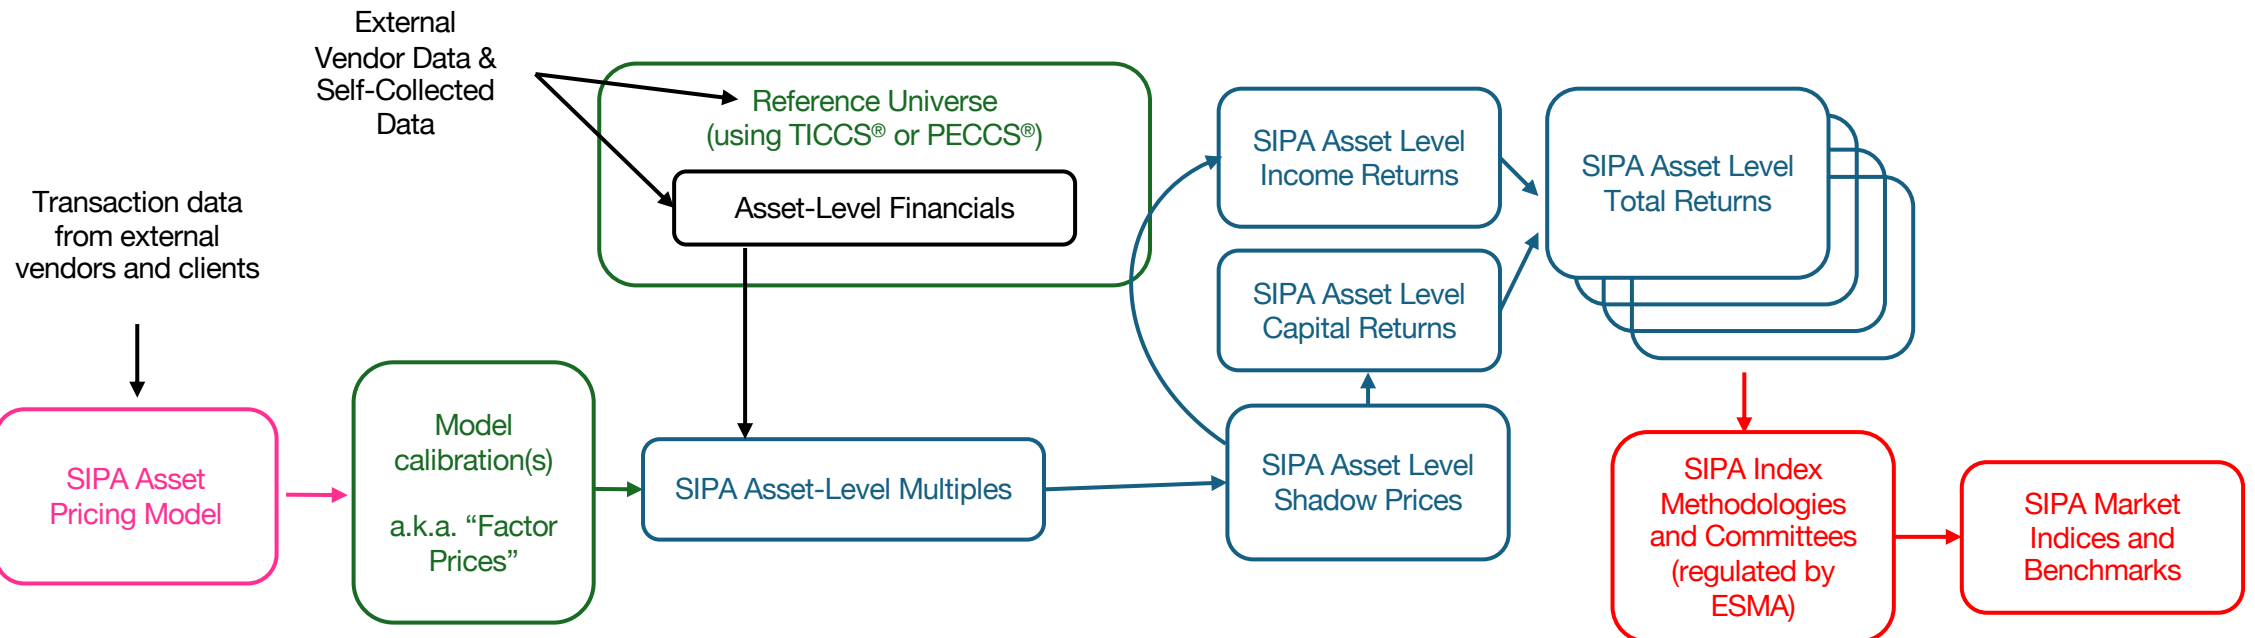 External
Vendor Data &
Self-Collected
Data
Reference Universe
(using TICCS® or PECCS®)
Asset-Level Financials
Transaction data
from external
vendors and clients
SIPA Asset
Pricing Model
Model
calibration(s)
a.k.a. “Factor
Prices”
SIPA Asset-Level Multiples
SIPA Asset Level
Income Returns
SIPA Asset Level
Capital Returns
SIPA Asset Level
Shadow Prices
SIPA Asset Level
Total Returns
SIPA Index
Methodologies
and Committees
(regulated by
ESMA)
SIPA Market
Indices and
Benchmarks